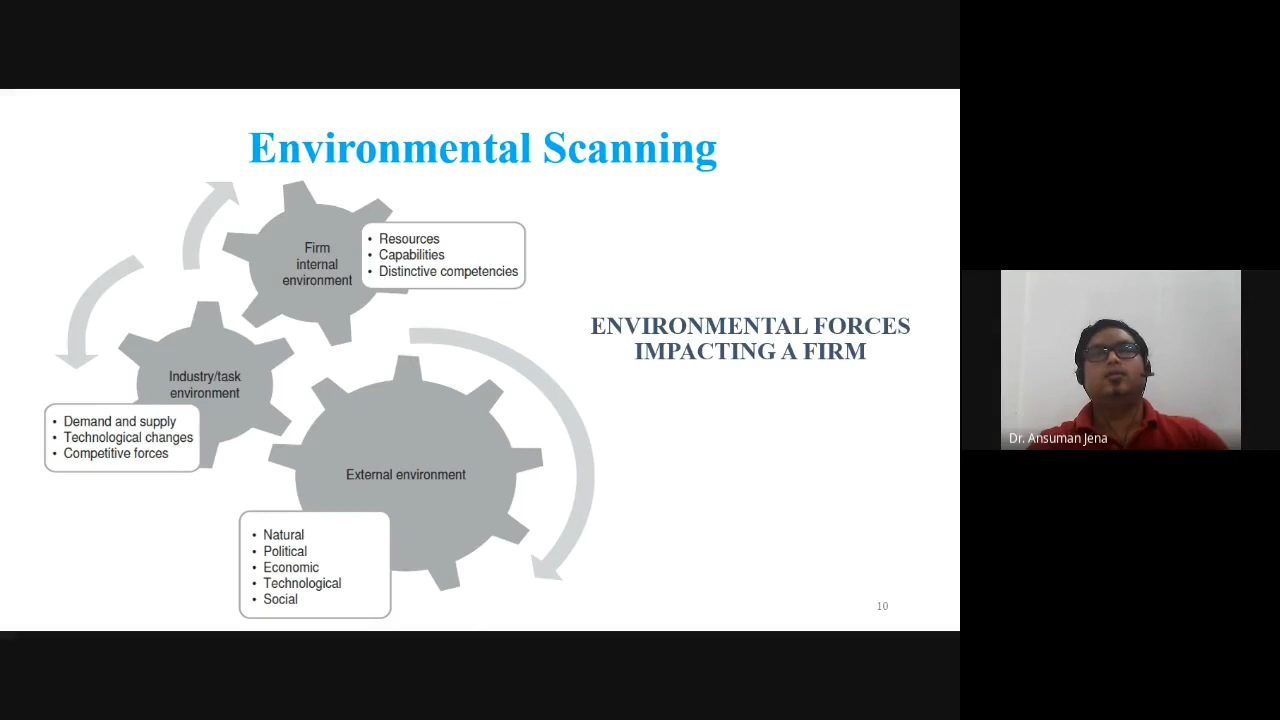 Environmental Scanning
Firm
internal
environment
• Resources
• Capabilities
• Distinctive competencies
ENVIRONMENTAL FORCES
IMPACTING A FIRM
Industry/task
environment
• Demand and supply
• Technological changes
• Competitive forces
External environment
• Natural
• Political
• Economic
• Technological
• Social
10
Dr. Ansuman Jena